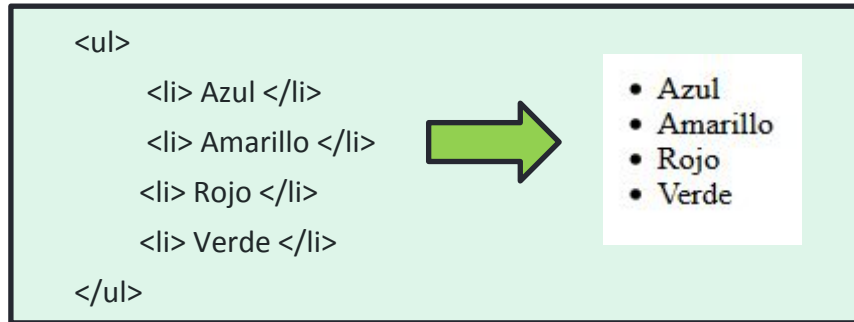 <ul>
<li> Azul </li>
<li> Amarillo </li>
<li> Rojo </li>
<li> Verde </li>
</ul>
• Azul
• Amarillo
• Rojo
• Verde